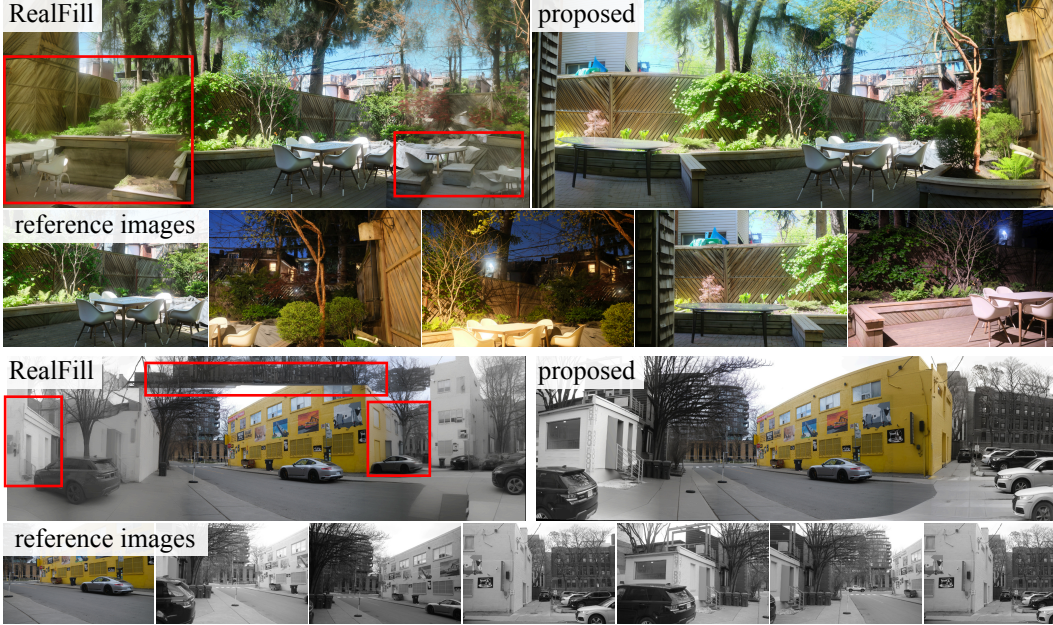 RealFill
proposed
reference images
RealFill
proposed
reference images